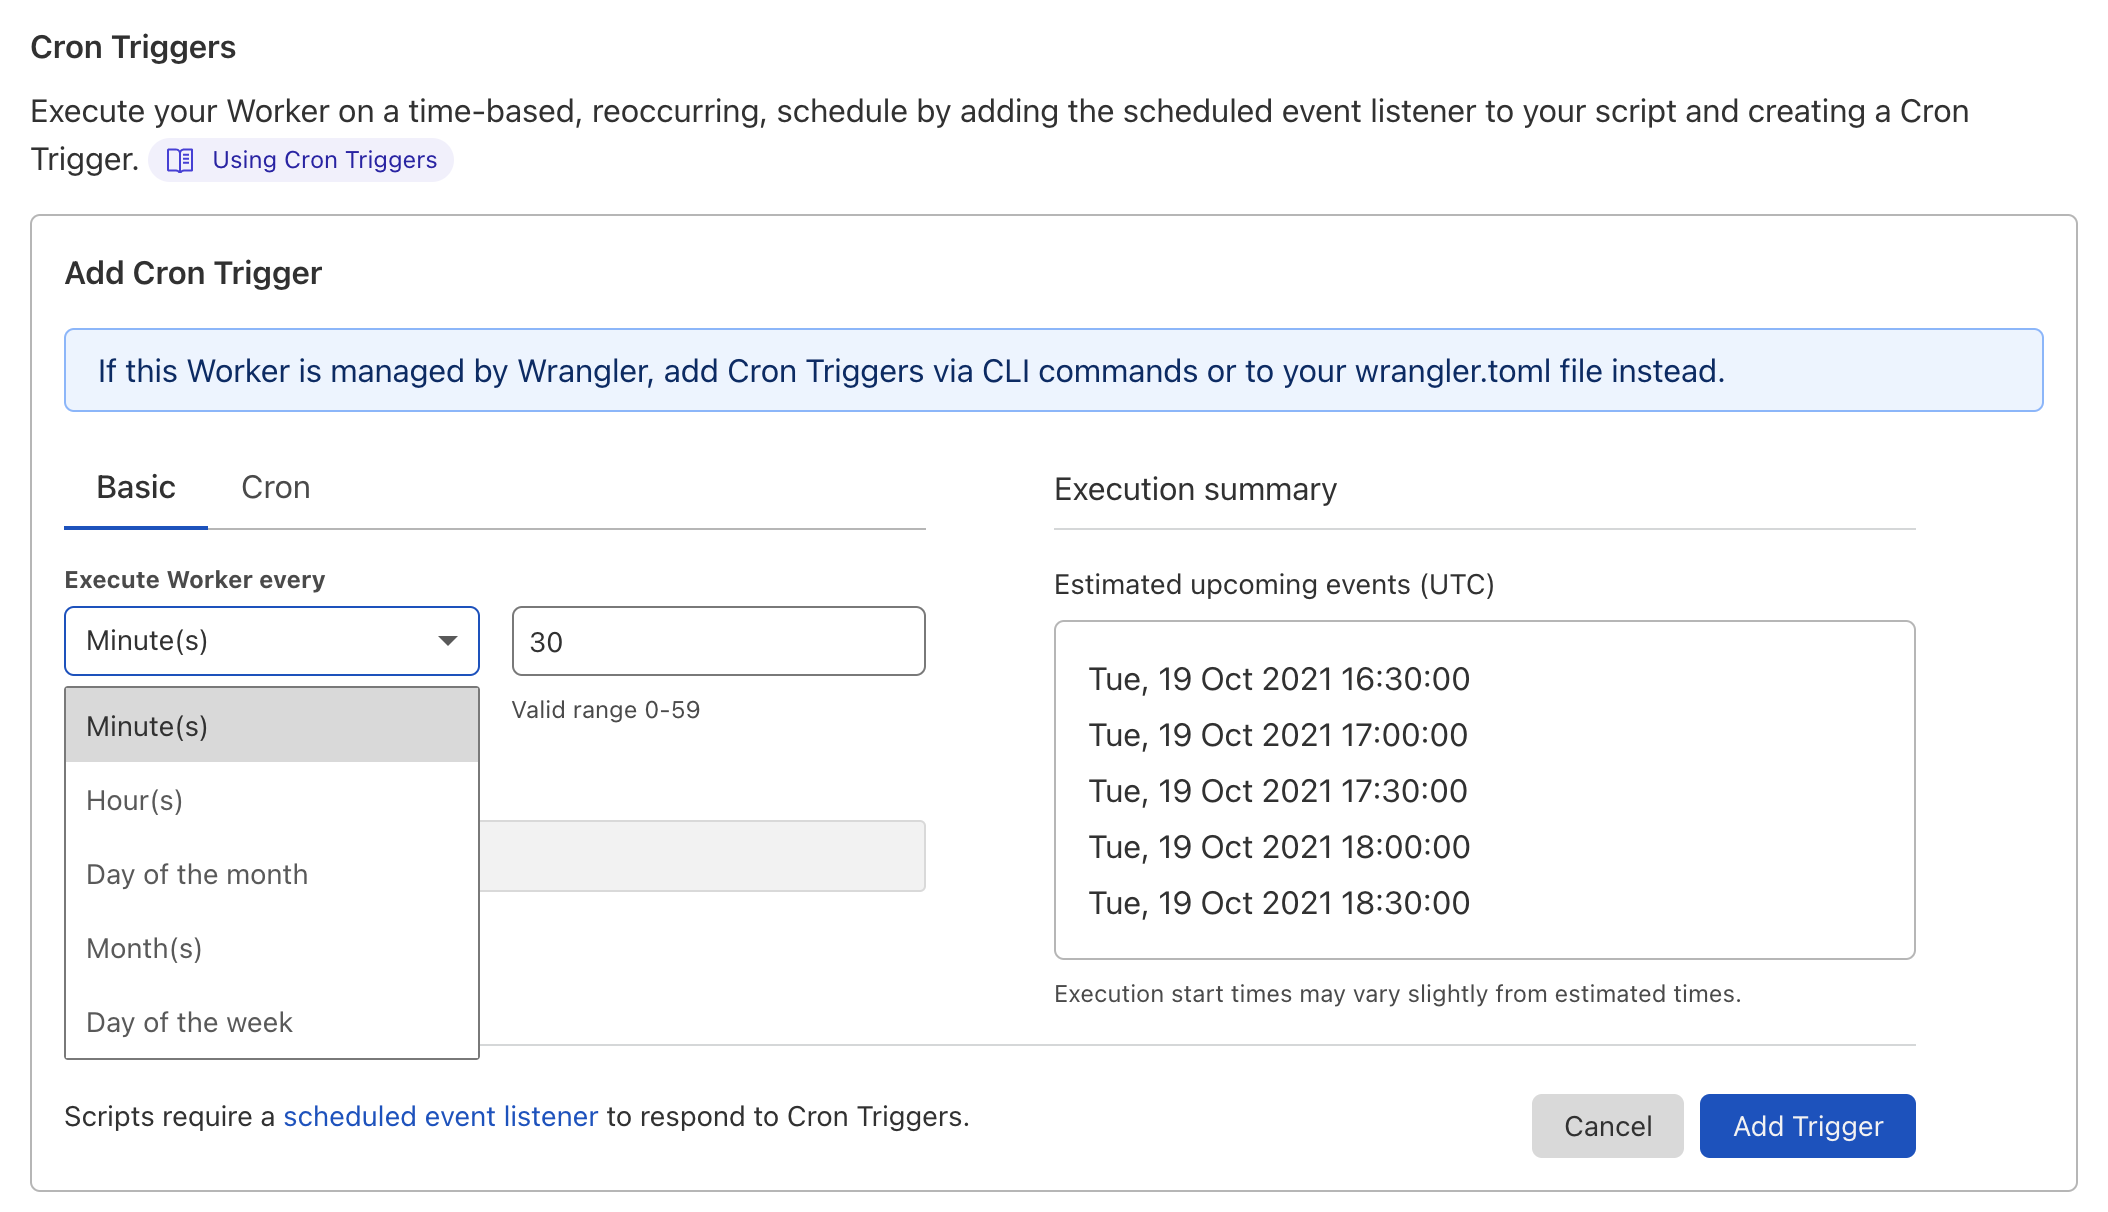 Cron Triggers
Execute your Worker on a time-based, reoccurring, schedule by adding the scheduled event listener to your script and creating a Cron
Trigger. Using Cron Triggers
Add Cron Trigger
If this Worker is managed by Wrangler, add Cron Triggers via CLI commands or to your wrangler.toml file instead.
Basic Cron
Execute Worker every
Minute(s) 30
Valid range 0-59
Minute(s)
Hour(s)
Day of the month
Month(s)
Day of the week
Execution summary
Estimated upcoming events (UTC)
Tue, 19 Oct 2021 16:30:00
Tue, 19 Oct 2021 17:00:00
Tue, 19 Oct 2021 17:30:00
Tue, 19 Oct 2021 18:00:00
Tue, 19 Oct 2021 18:30:00
Execution start times may vary slightly from estimated times.
Scripts require a scheduled event listener to respond to Cron Triggers.
Cancel Add Trigger